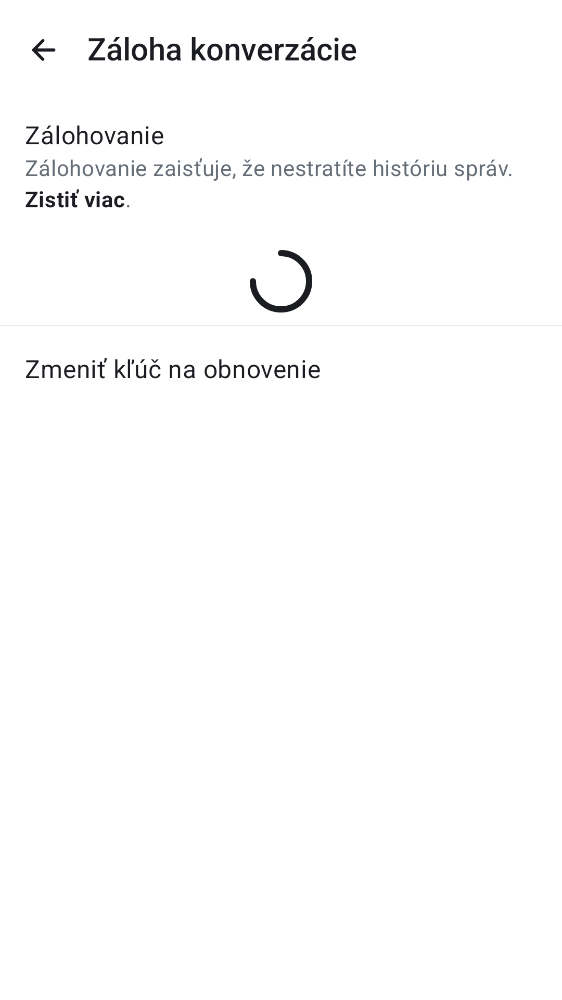 Záloha konverzácie
Zálohovanie
Zálohovanie zaisťuje, že nestratíte históriu správ.
Zistiť viac.
Zmeniť kľúč na obnovenie